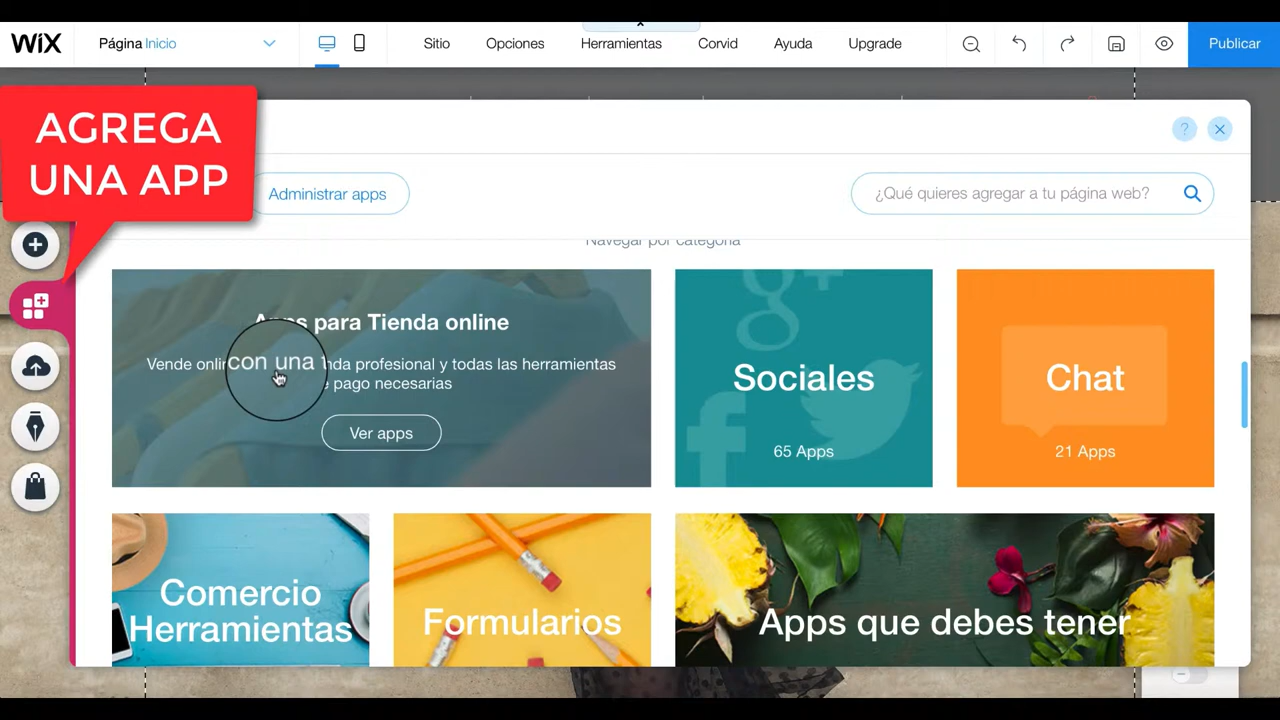 WiX
Página Inicio
Sitio
Opciones
Herramientas
Corvid
Ayuda
Upgrade
Publicar
AGREGA
UNA APP
?
Administrar apps
¿Qué quieres agregar a tu página web?
Navegar por categoría
Apps para Tienda online
Vende onlin con una nda profesional y todas las herramientas
e pago necesarias
Ver apps
g+
f
Sociales
65 Apps
Chat
21 Apps
Comercio
Herramientas
Formularios
Apps que debes tener